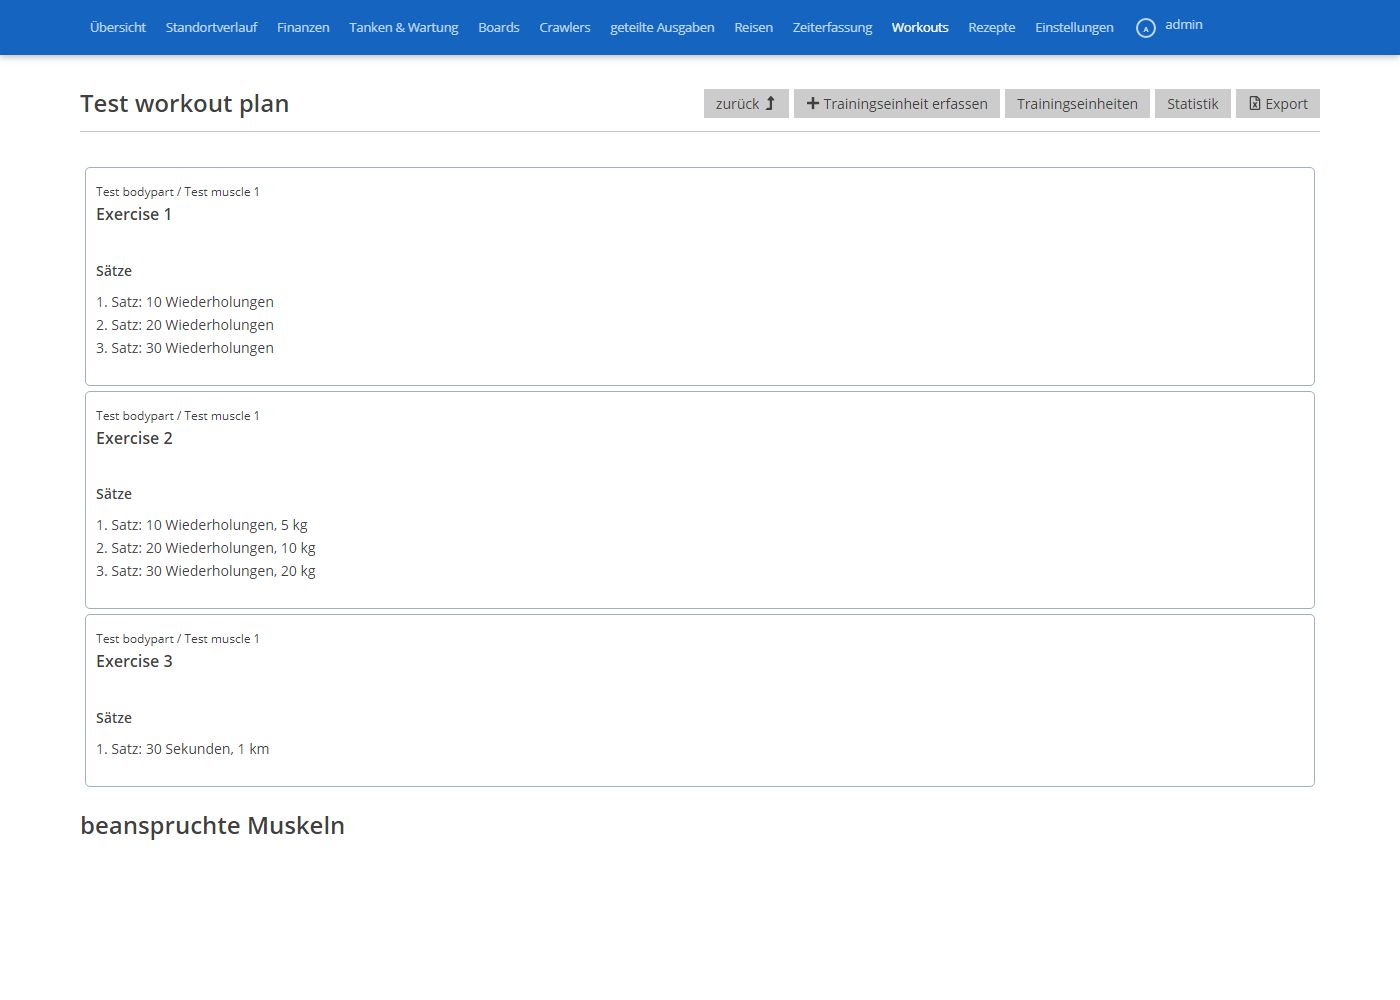 Übersicht Standortverlauf Finanzen Tanken & Wartung Boards Crawlers geteilte Ausgaben Reisen Zeiterfassung Workouts Rezepte Einstellungen A admin
Test workout plan
zurück Trainingseinheit erfassen Trainingseinheiten Statistik Export
Test bodypart / Test muscle 1
Exercise 1
Sätze
1. Satz: 10 Wiederholungen
2. Satz: 20 Wiederholungen
3. Satz: 30 Wiederholungen
Test bodypart / Test muscle 1
Exercise 2
Sätze
1. Satz: 10 Wiederholungen, 5 kg
2. Satz: 20 Wiederholungen, 10 kg
3. Satz: 30 Wiederholungen, 20 kg
Test bodypart / Test muscle 1
Exercise 3
Sätze
1. Satz: 30 Sekunden, 1 km
beanspruchte Muskeln